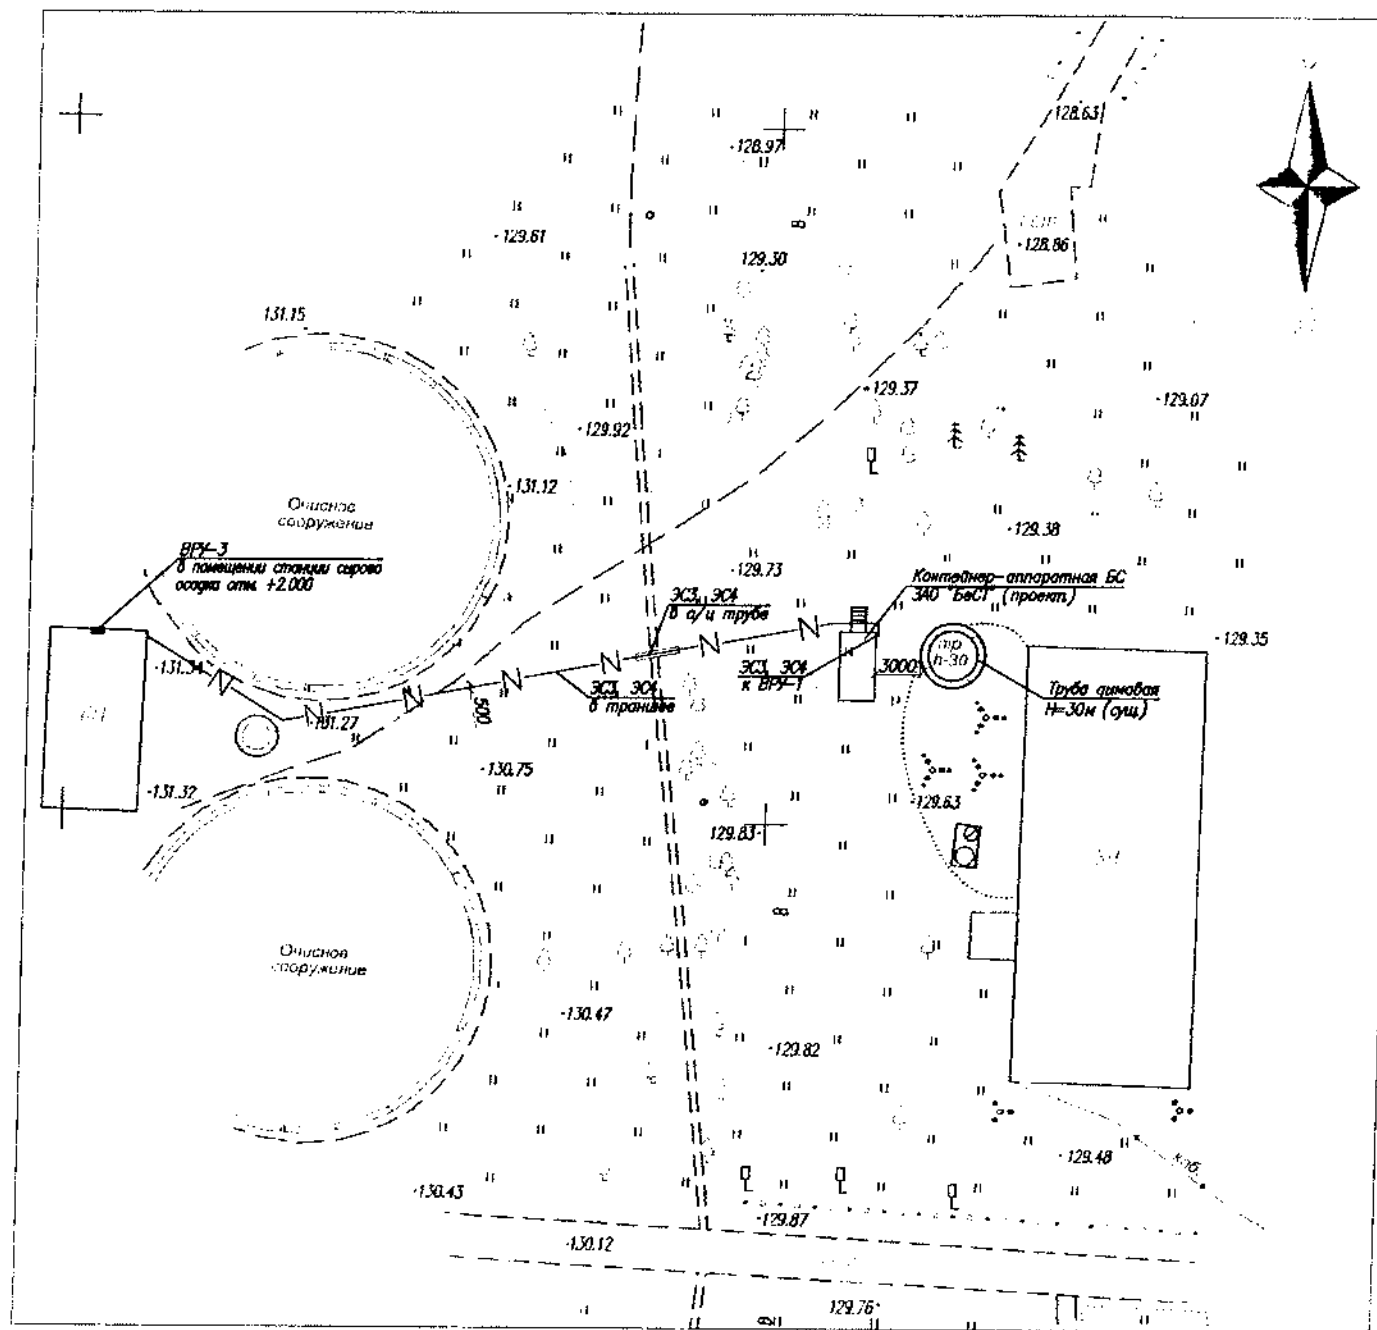 128.63
-128.97
-128.86
-129.61
129.30
131.15
-129.37
-129.07
-129.92
-131.12
Очисное
сооружение
-129.38
ВРУ-3
в помещении станции сырого
осадка отм. +2.000
-129.73
Контейнер-аппаратная БС
ЗАО "БеСТ" (проект)
ЭС3, ЭС4
в а/ц трубе
-129.35
-131.34
тр
h-30
3000
ЭС3, ЭС4
к ВРУ-1
ЭС3, ЭС4
в траншее
Труба дымовая
Н=30м (сущ.)
500
-131.27
-130.75
-131.32
-129.63
129.83-
Очисное
сооружение
-130.47
-129.82
-129.48
каб.
-130.43
-129.87
-130.12
129.76-